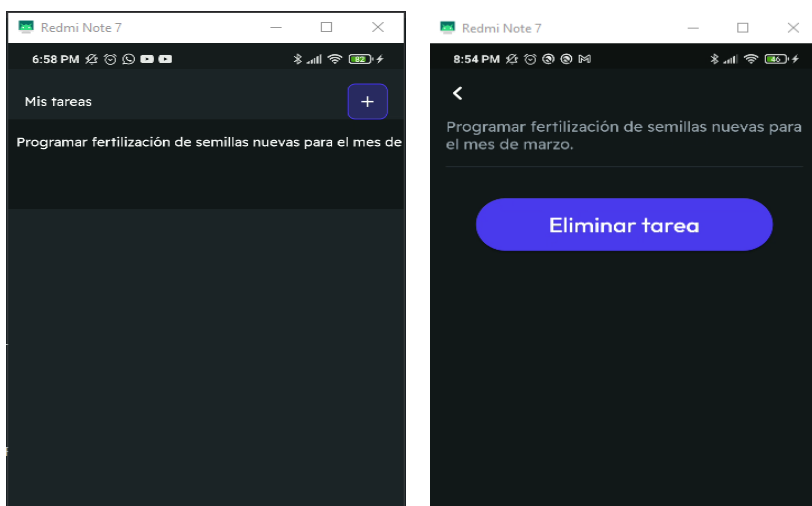 Redmi Note 7
6:58 PM
82
Mis tareas
+
Programar fertilización de semillas nuevas para el mes de
Redmi Note 7
8:54 PM
46
Programar fertilización de semillas nuevas para
el mes de marzo.
Eliminar tarea